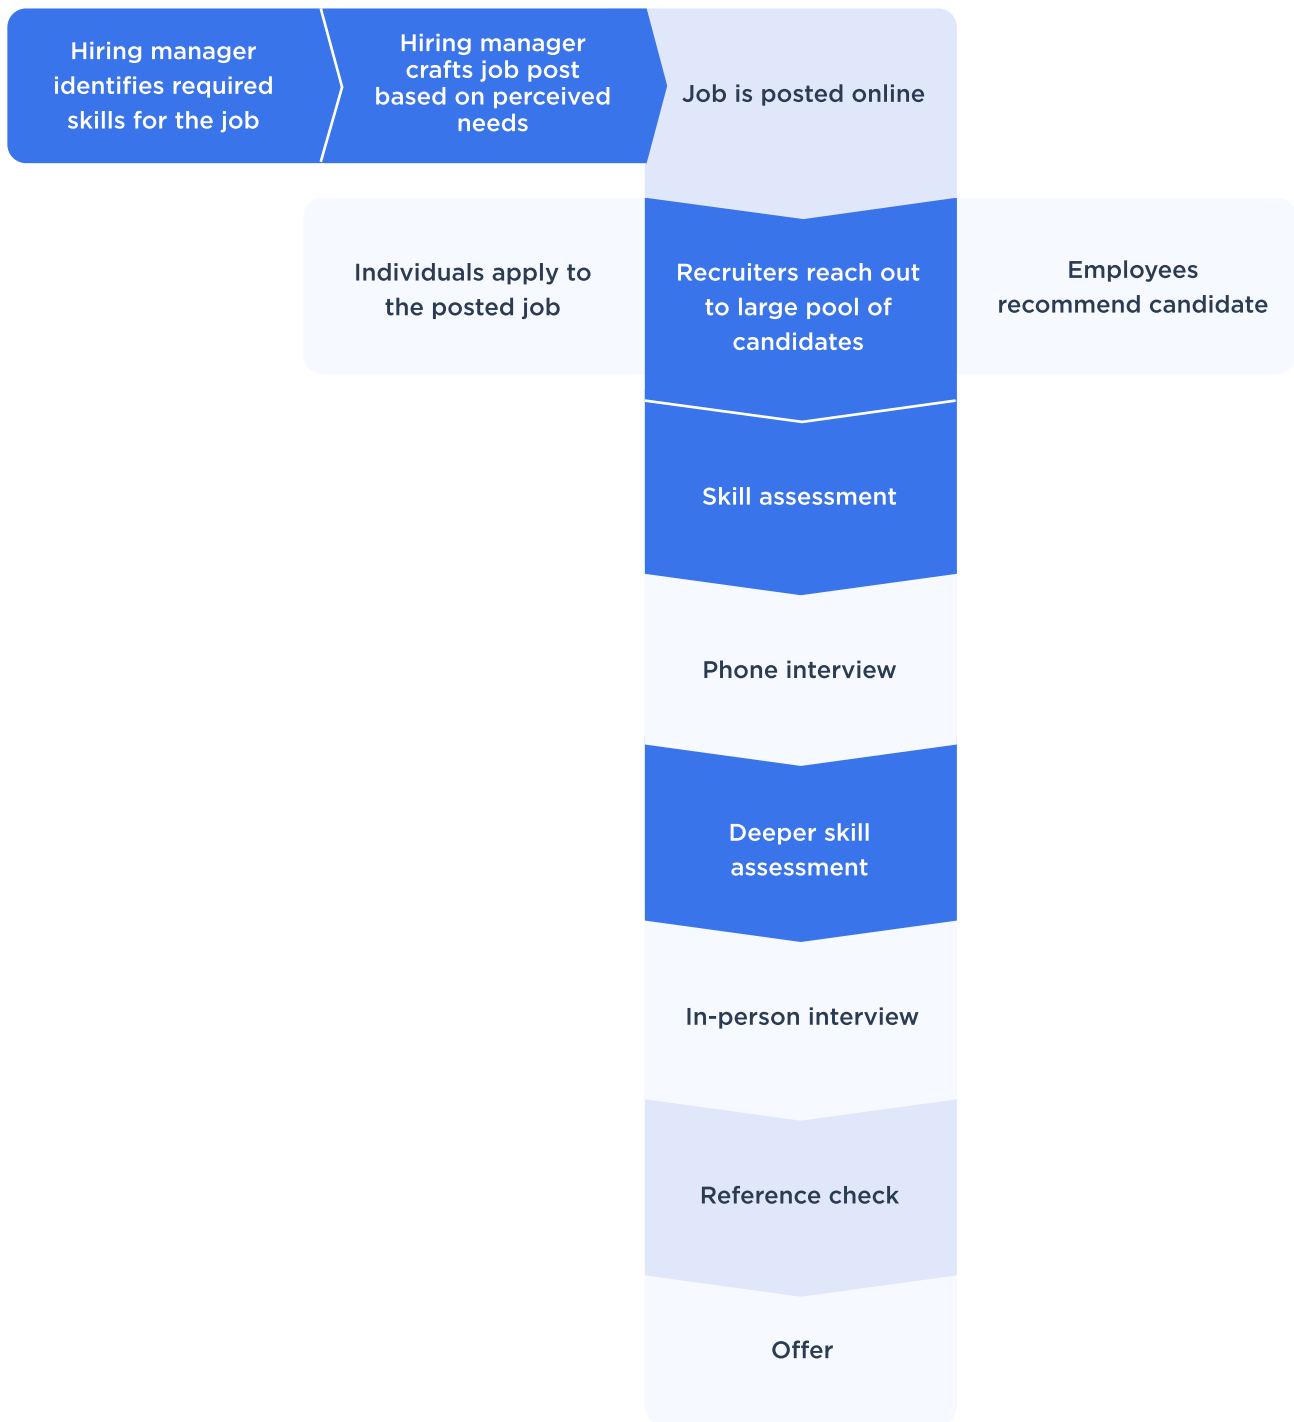 Hiring manager
identifies required
skills for the job
Hiring manager
crafts job post
based on perceived
needs
Job is posted online
Individuals apply to
the posted job
Recruiters reach out
to large pool of
candidates
Employees
recommend candidate
Skill assessment
Phone interview
Deeper skill
assessment
In-person interview
Reference check
Offer